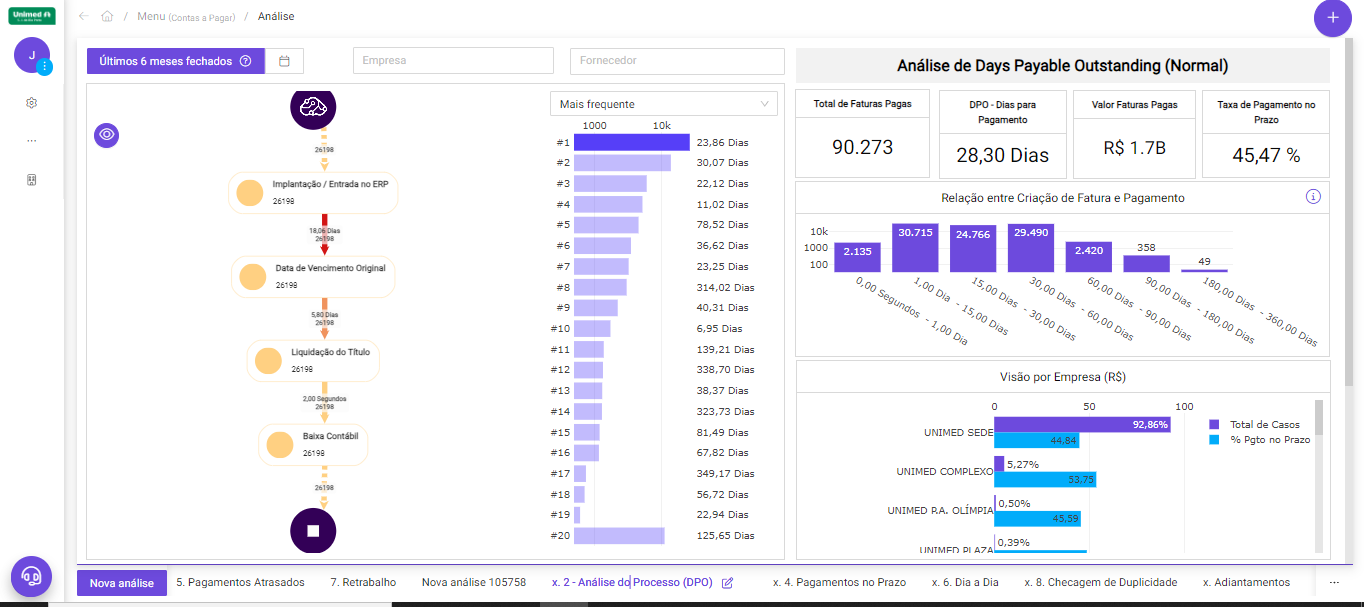 Unimed
/ Menu (Contas a Pagar) / Análise
+
J
Últimos 6 meses fechados
Empresa
Fornecedor
26198
Implantação / Entrada no ERP
26198
18,06 Dias
26198
Data de Vencimento Original
26198
5,80 Dias
26198
Liquidação do Título
26198
2,00 Segundos
26198
Baixa Contábil
26198
26198
Mais frequente
1000 10k
#1 23,86 Dias
#2 30,07 Dias
#3 22,12 Dias
#4 11,02 Dias
#5 78,52 Dias
#6 36,62 Dias
#7 23,25 Dias
#8 314,02 Dias
#9 40,31 Dias
#10 6,95 Dias
#11 139,21 Dias
#12 338,70 Dias
#13 38,37 Dias
#14 323,73 Dias
#15 81,49 Dias
#16 67,82 Dias
#17 349,17 Dias
#18 56,72 Dias
#19 22,94 Dias
#20 125,65 Dias
Análise de Days Payable Outstanding (Normal)
Total de Faturas Pagas
90.273
DPO - Dias para
Pagamento
28,30 Dias
Valor Faturas Pagas
R$ 1.7B
Taxa de Pagamento no
Prazo
45,47 %
Relação entre Criação de Fatura e Pagamento
10k
1000
100
2.135
30.715
24.766
29.490
2.420
358
49
0,00 Segundos - 1,00 Dia
1,00 Dia - 15,00 Dias
15,00 Dias - 30,00 Dias
30,00 Dias - 60,00 Dias
60,00 Dias - 90,00 Dias
90,00 Dias - 180,00 Dias
180,00 Dias - 360,00 Dias
Visão por Empresa (R$)
0 50 100
UNIMED SEDE 92,86%
44,84
UNIMED COMPLEXO 5,27%
53,75
UNIMED P.A. OLÍMPIA 0,50%
45,59
UNIMED PLAZA 0,39%
Total de Casos
% Pgto no Prazo
Nova análise
5. Pagamentos Atrasados
7. Retrabalho
Nova análise 105758
x. 2 - Análise do Processo (DPO)
x. 4. Pagamentos no Prazo
x. 6. Dia a Dia
x. 8. Checagem de Duplicidade
x. Adiantamentos
...